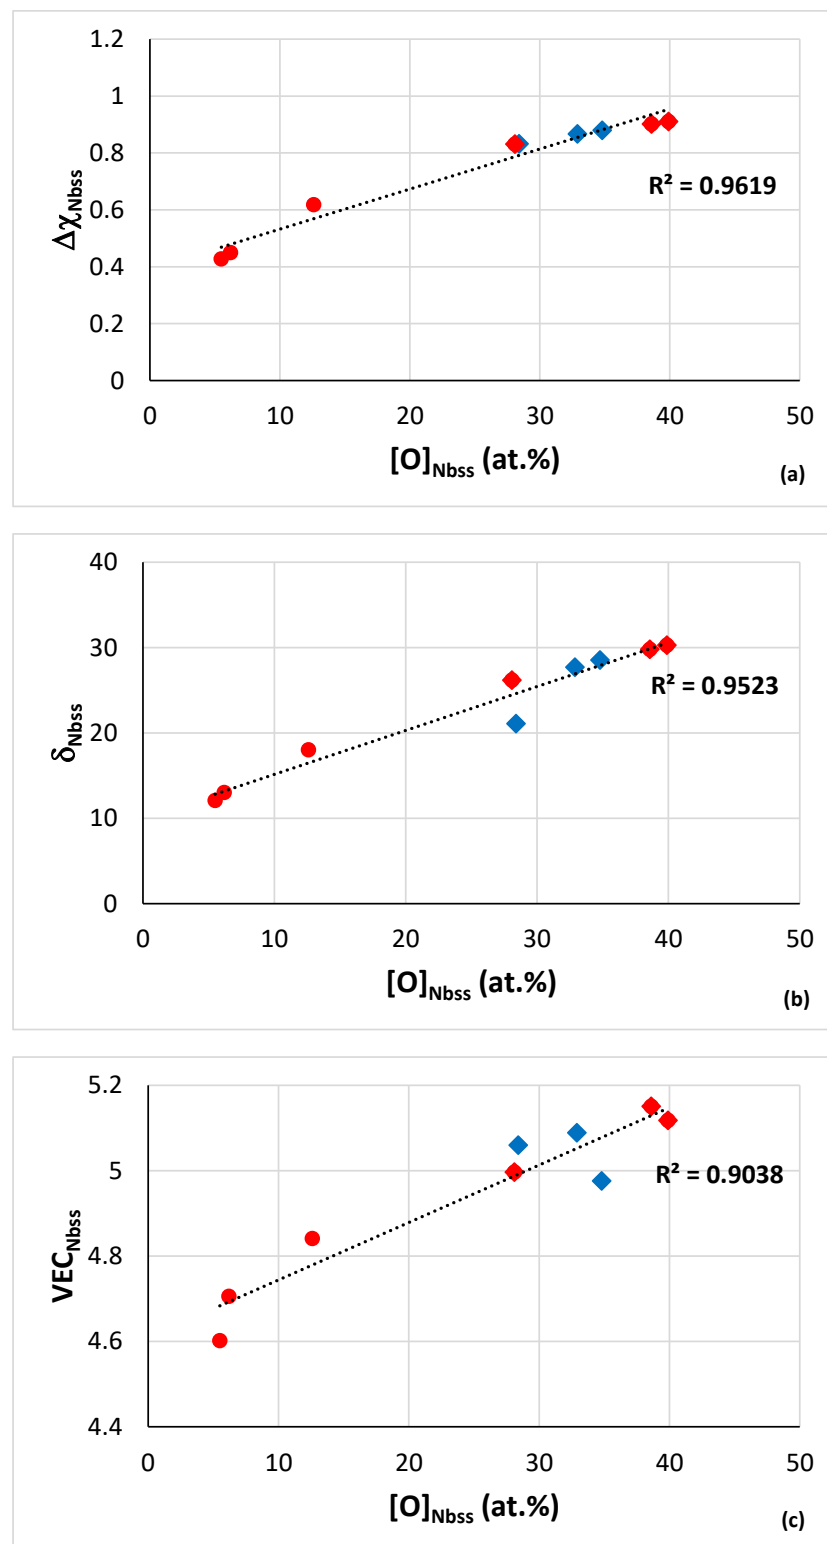 1.2
1
0.8
0.6
0.4
0.2
0
ΔχNbss
R² = 0.9619
0 10 20 30 40 50
[O]Nbss (at.%)
(a)
40
30
20
10
0
δNbss
R² = 0.9523
0 10 20 30 40 50
[O]Nbss (at.%)
(b)
5.2
5
4.8
4.6
4.4
VECNbss
R² = 0.9038
0 10 20 30 40 50
[O]Nbss (at.%)
(c)